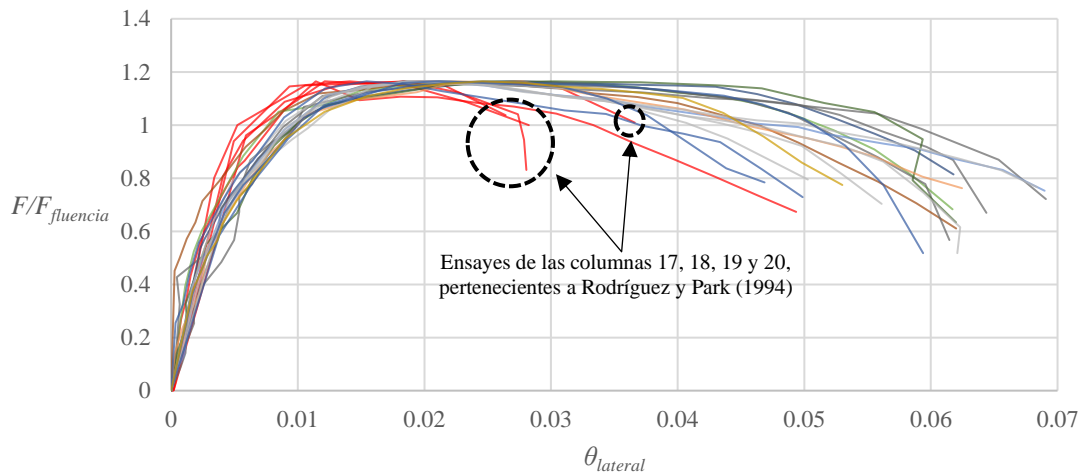 1.4
1.2
1
0.8
0.6
0.4
0.2
0
F/F_fluencia
Ensayes de las columnas 17, 18, 19 y 20,
pertenecientes a Rodríguez y Park (1994)
0 0.01 0.02 0.03 0.04 0.05 0.06 0.07
θ_lateral